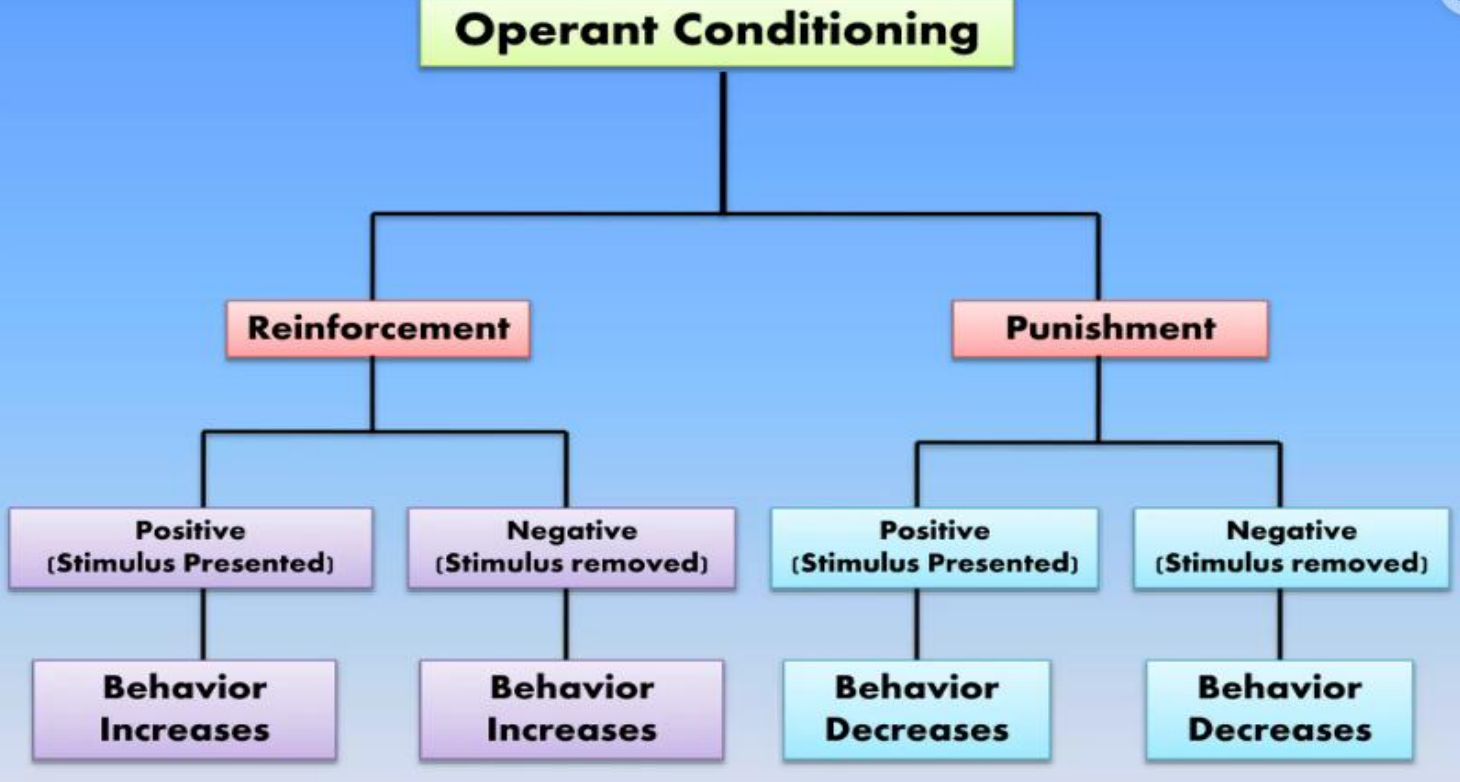 Operant Conditioning
Reinforcement
Punishment
Positive
(Stimulus Presented)
Negative
(Stimulus removed)
Positive
(Stimulus Presented)
Negative
(Stimulus removed)
Behavior
Increases
Behavior
Increases
Behavior
Decreases
Behavior
Decreases